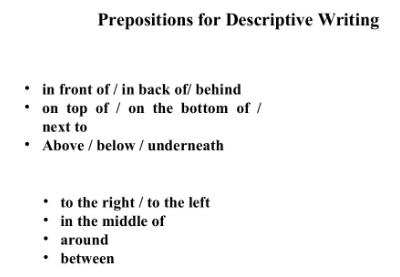 Prepositions for Descriptive Writing
• in front of / in back of/ behind
• on top of / on the bottom of /
next to
• Above / below / underneath
• to the right / to the left
• in the middle of
• around
• between